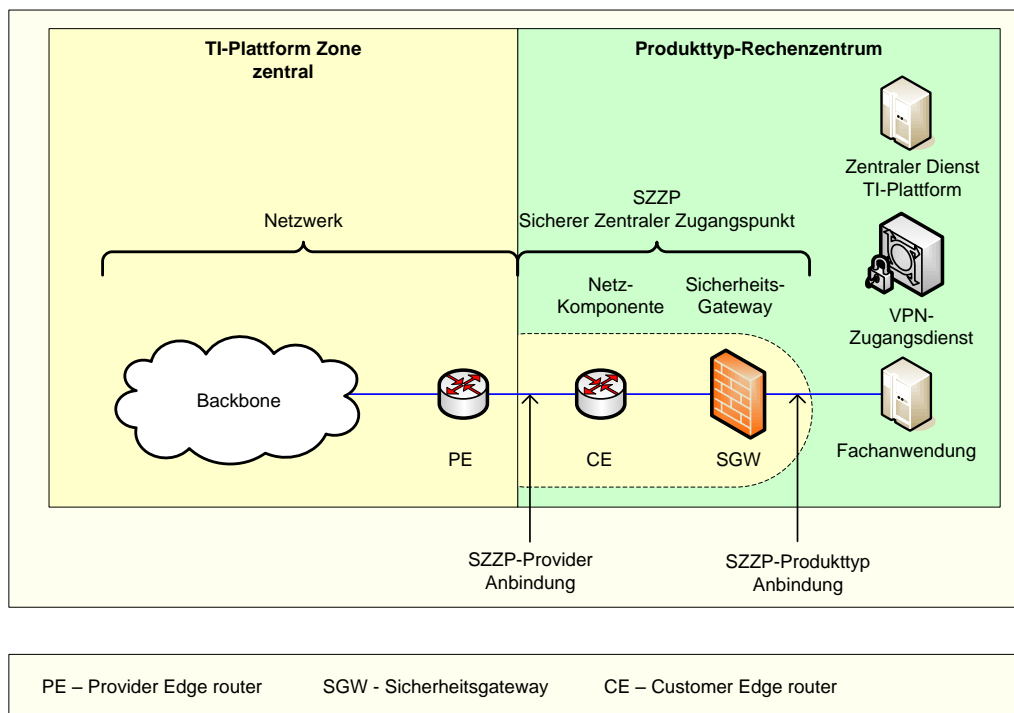 TI-Plattform Zone
zentral
Produkttyp-Rechenzentrum
Zentraler Dienst
TI-Plattform
Netzwerk
SZZP
Sicherer Zentraler Zugangspunkt
Netz-
Komponente
Sicherheits-
Gateway
VPN-
Zugangsdienst
Backbone
PE
CE
SGW
Fachanwendung
SZZP-Provider
Anbindung
SZZP-Produkttyp
Anbindung
PE – Provider Edge router
SGW - Sicherheitsgateway
CE – Customer Edge router